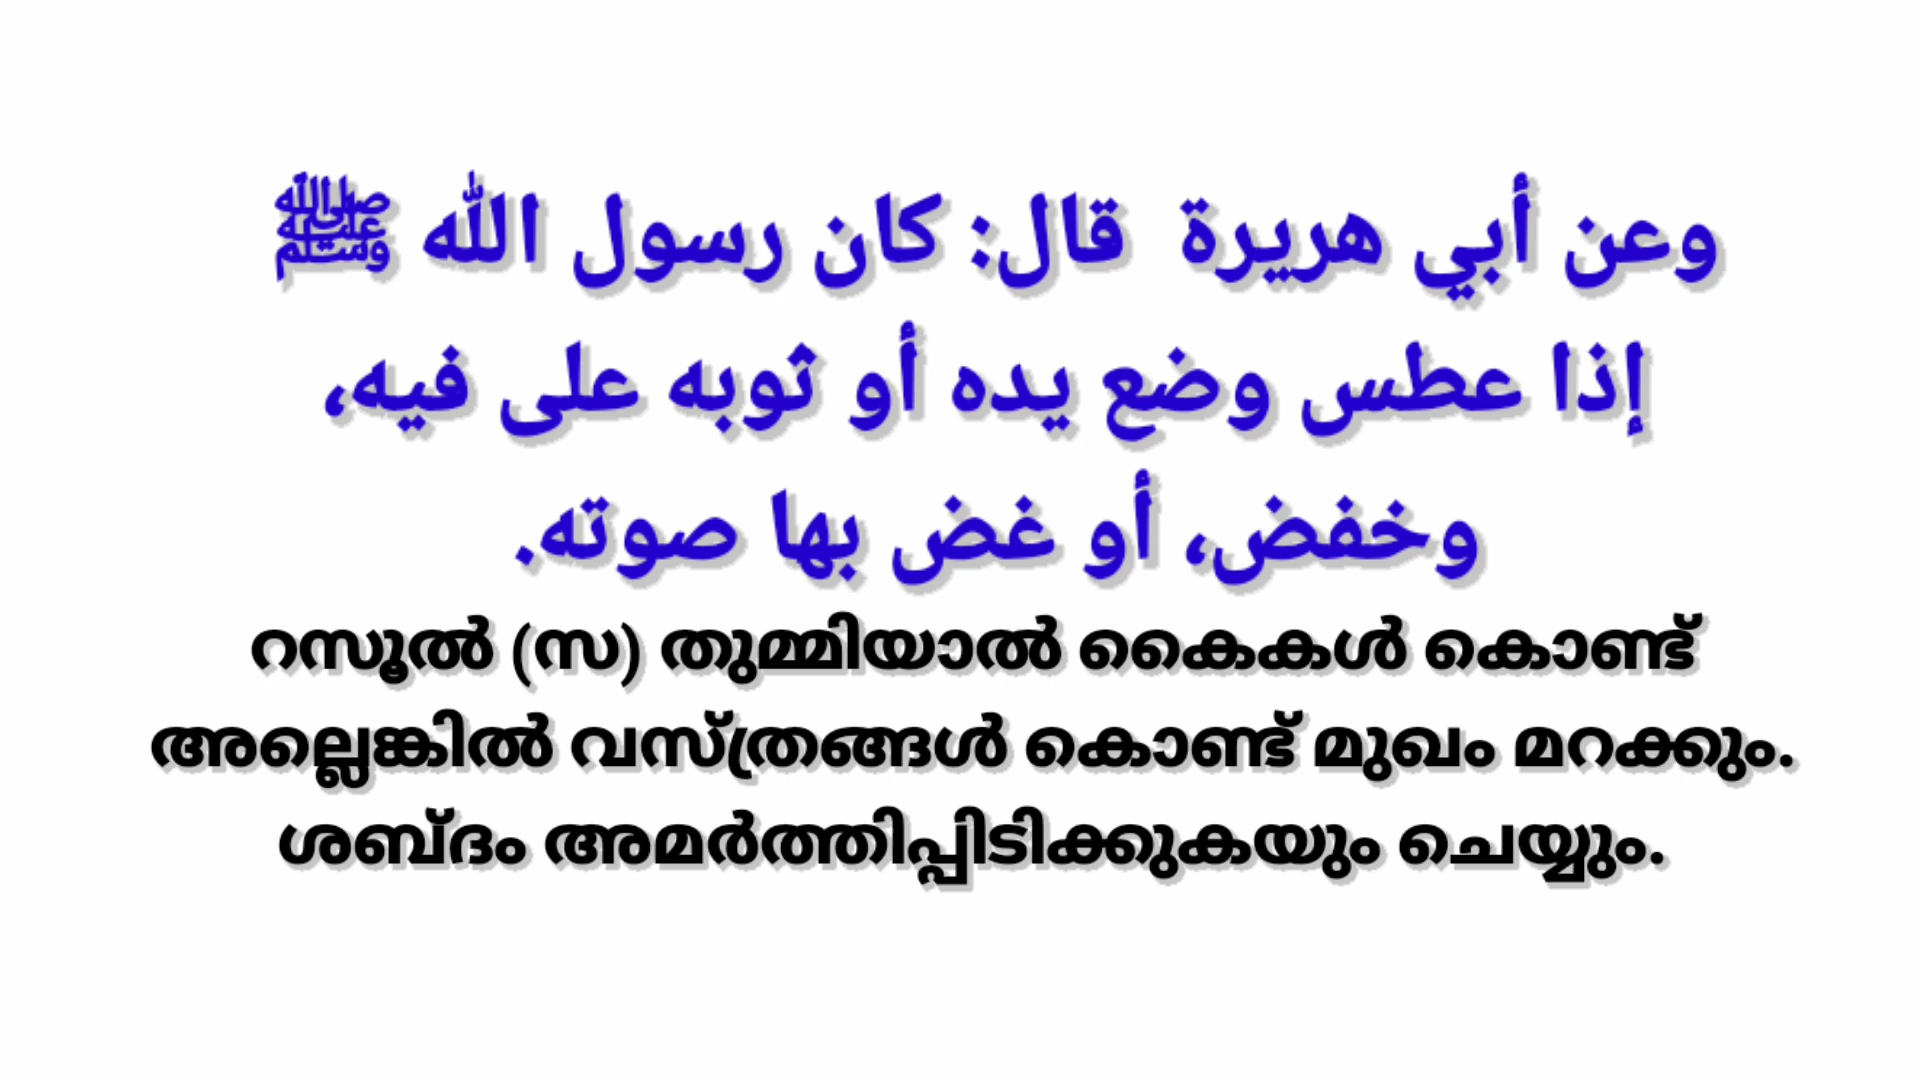 وعن أبي هريرة  قال: كان رسول الله ﷺ
إذا عطس وضع يده أو ثوبه على فيه،
وخفض، أو غض بها صوته.
റസൂൽ (സ) തുമ്മിയാൽ കൈകൾ കൊണ്ട്
അല്ലെങ്കിൽ വസ്ത്രങ്ങൾ കൊണ്ട് മുഖം മറക്കും.
ശബ്ദം അമർത്തിപ്പിടിക്കുകയും ചെയ്യും.